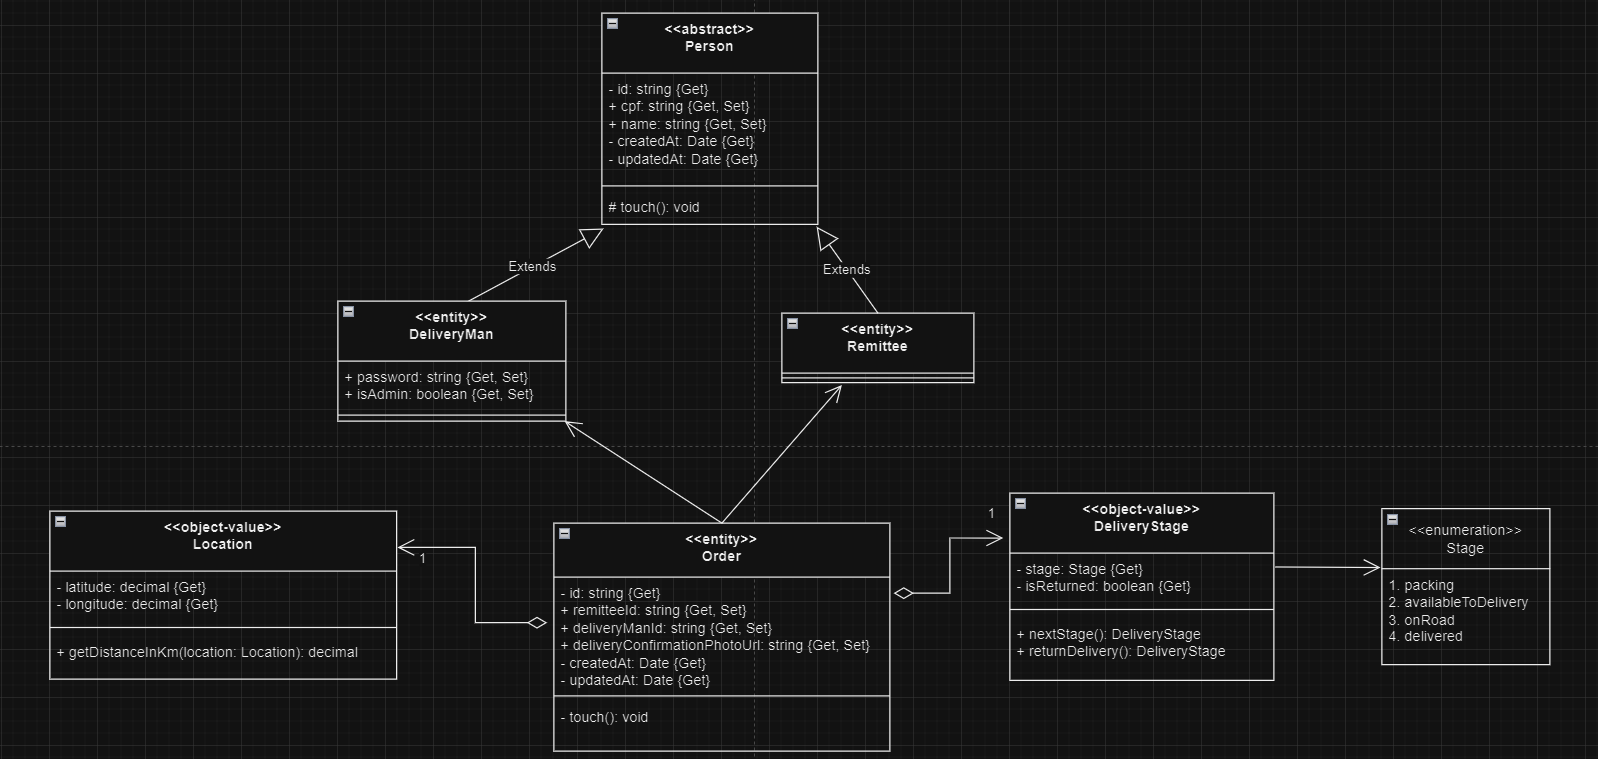 <<abstract>>
Person
- id: string {Get}
+ cpf: string {Get, Set}
+ name: string {Get, Set}
- createdAt: Date {Get}
- updatedAt: Date {Get}
# touch(): void
Extends
Extends
<<entity>>
DeliveryMan
+ password: string {Get, Set}
+ isAdmin: boolean {Get, Set}
<<entity>>
Remittee
<<object-value>>
Location
- latitude: decimal {Get}
- longitude: decimal {Get}
+ getDistanceInKm(location: Location): decimal
1
<<entity>>
Order
- id: string {Get}
+ remitteeId: string {Get, Set}
+ deliveryManId: string {Get, Set}
+ deliveryConfirmationPhotoUrl: string {Get, Set}
- createdAt: Date {Get}
- updatedAt: Date {Get}
- touch(): void
1
<<object-value>>
DeliveryStage
- stage: Stage {Get}
- isReturned: boolean {Get}
+ nextStage(): DeliveryStage
+ returnDelivery(): DeliveryStage
<<enumeration>>
Stage
1. packing
2. availableToDelivery
3. onRoad
4. delivered